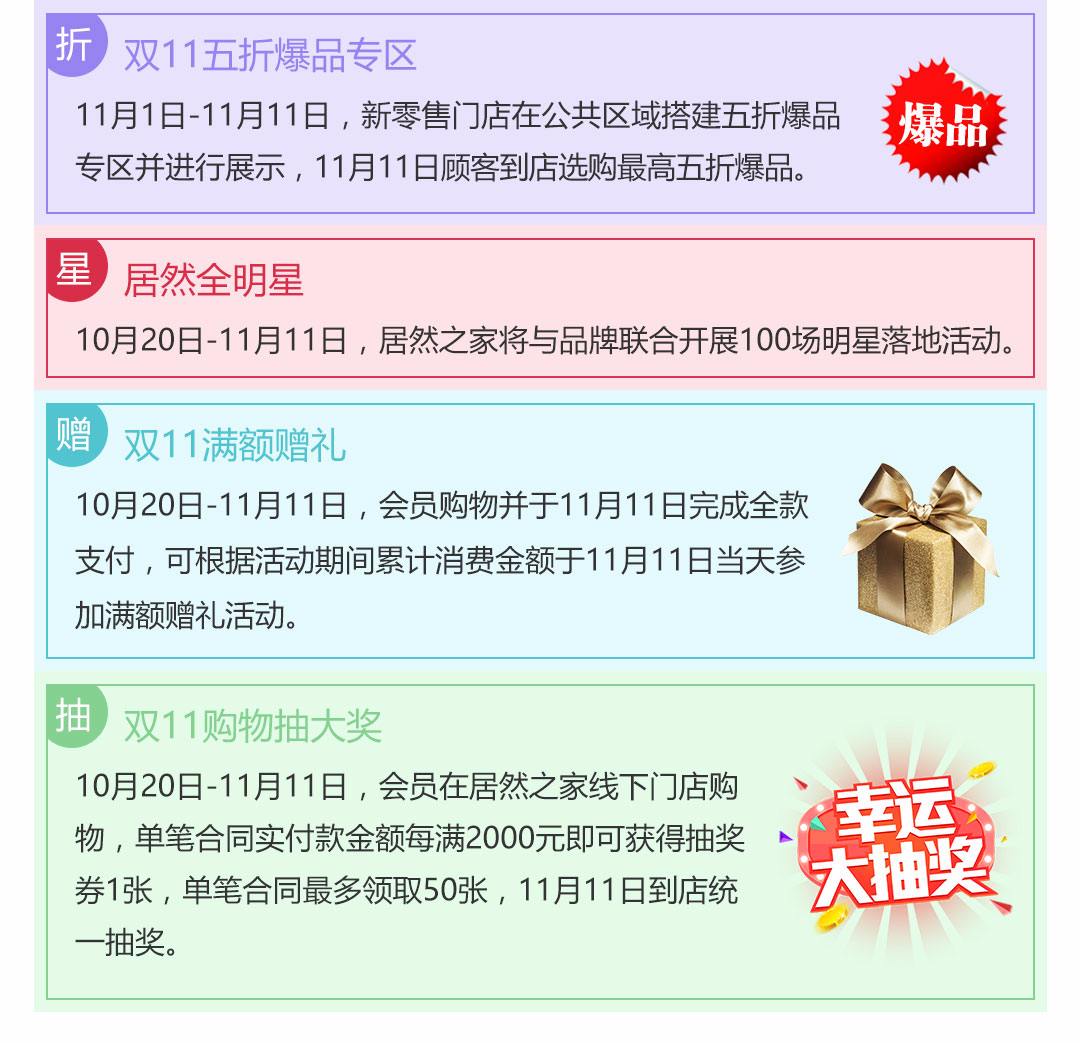 折
双11五折爆品专区
11月1日-11月11日，新零售门店在公共区域搭建五折爆品
专区并进行展示，11月11日顾客到店选购最高五折爆品。
爆品
星
居然全明星
10月20日-11月11日，居然之家将与品牌联合开展100场明星落地活动。
赠
双11满额赠礼
10月20日-11月11日，会员购物并于11月11日完成全款
支付，可根据活动期间累计消费金额于11月11日当天参
加满额赠礼活动。
抽
双11购物抽大奖
10月20日-11月11日，会员在居然之家线下门店购
物，单笔合同实付款金额每满2000元即可获得抽奖
券1张，单笔合同最多领取50张，11月11日到店统
一抽奖。
幸运
大抽奖